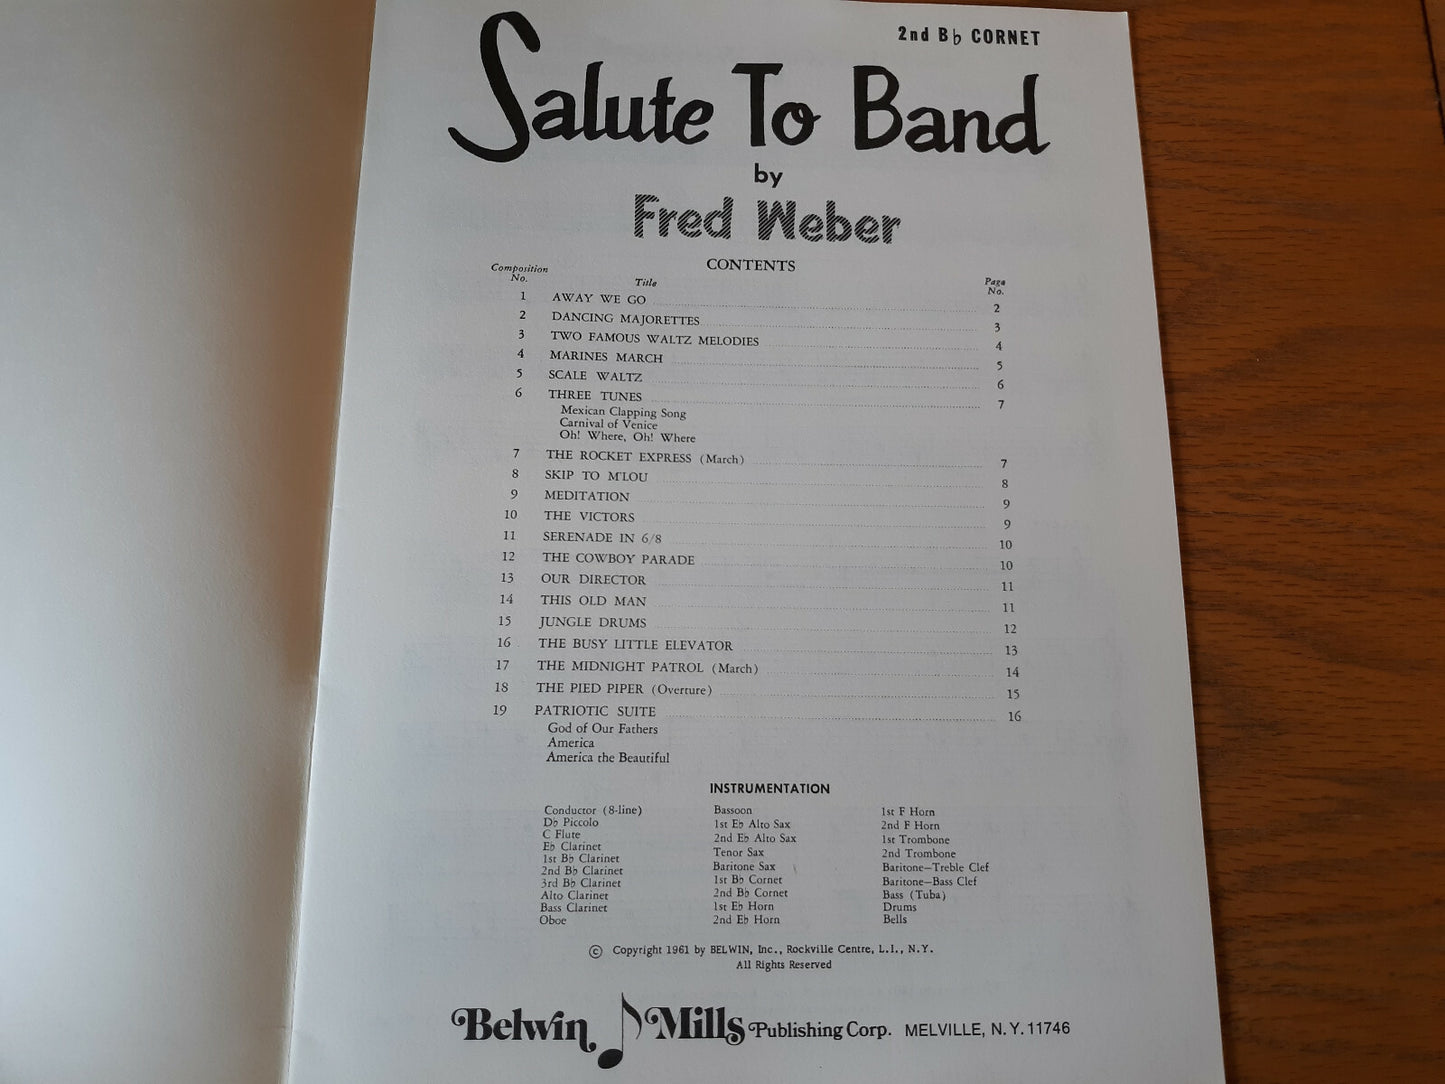 2nd B♭ CORNET
Salute To Band
by
Fred Weber
CONTENTS
Composition No. Title Page No.
1 AWAY WE GO 2
2 DANCING MAJORETTES 3
3 TWO FAMOUS WALTZ MELODIES 4
4 MARINES MARCH 5
5 SCALE WALTZ 6
6 THREE TUNES 7
Mexican Clapping Song
Carnival of Venice
Oh! Where, Oh! Where
7 THE ROCKET EXPRESS (March) 7
8 SKIP TO M'LOU 8
9 MEDITATION 9
10 THE VICTORS 9
11 SERENADE IN 6/8 10
12 THE COWBOY PARADE 10
13 OUR DIRECTOR 11
14 THIS OLD MAN 11
15 JUNGLE DRUMS 12
16 THE BUSY LITTLE ELEVATOR 13
17 THE MIDNIGHT PATROL (March) 14
18 THE PIED PIPER (Overture) 15
19 PATRIOTIC SUITE 16
God of Our Fathers
America
America the Beautiful
INSTRUMENTATION
Conductor (8-line)
D♭ Piccolo
C Flute
E♭ Clarinet
1st B♭ Clarinet
2nd B♭ Clarinet
3rd B♭ Clarinet
Alto Clarinet
Bass Clarinet
Oboe
Bassoon
1st E♭ Alto Sax
2nd E♭ Alto Sax
Tenor Sax
Baritone Sax
1st B♭ Cornet
2nd B♭ Cornet
1st E♭ Horn
2nd E♭ Horn
1st F Horn
2nd F Horn
1st Trombone
2nd Trombone
Baritone—Treble Clef
Baritone—Bass Clef
Bass (Tuba)
Drums
Bells
© Copyright 1961 by BELWIN, Inc., Rockville Centre, L.I., N.Y.
All Rights Reserved
Belwin Mills Publishing Corp. MELVILLE, N.Y. 11746